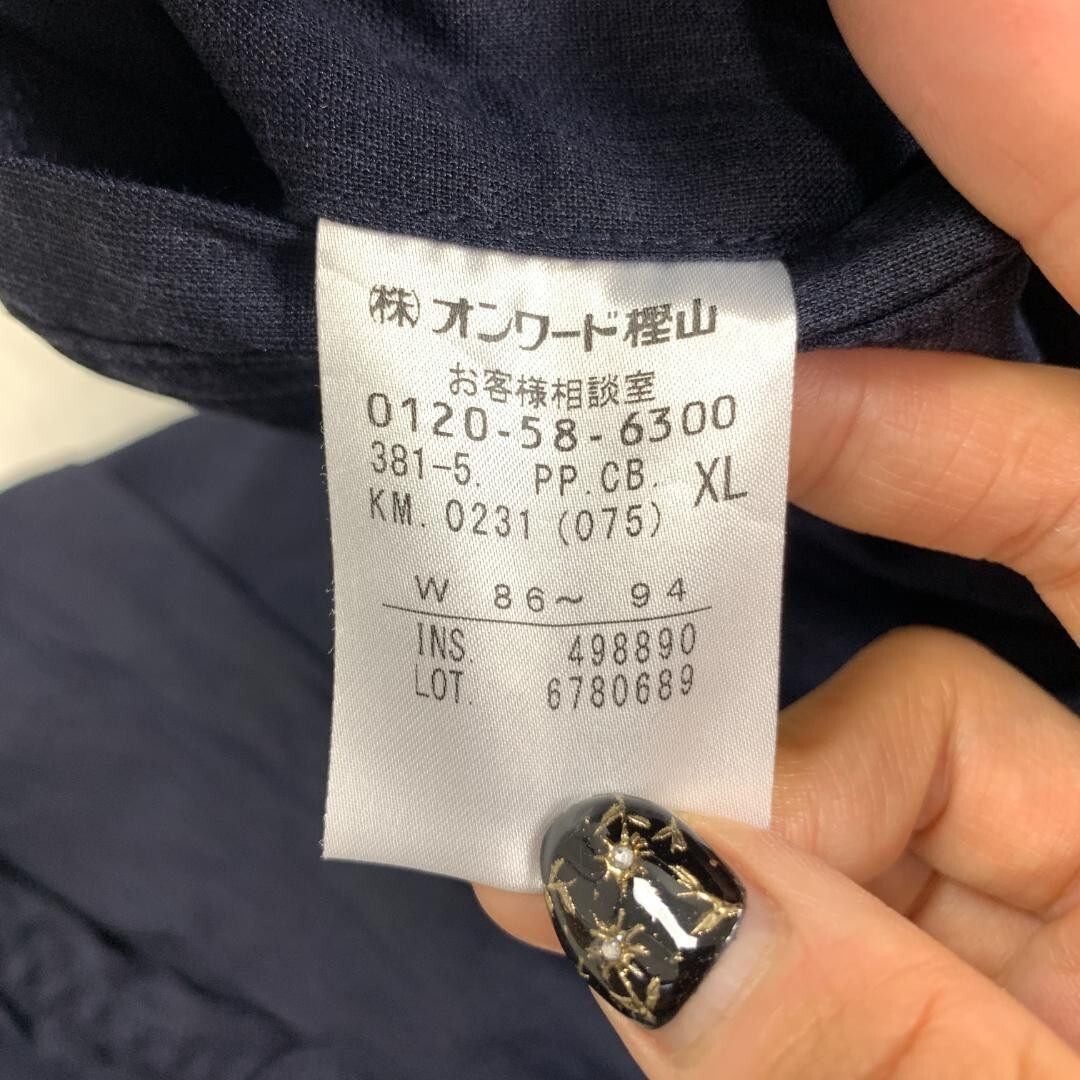 (株)オンワード樫山
お客様相談室
0120-58-6300
381-5. PP.CB. XL
KM. 0231 (075)
W 86〜 94
INS. 498890
LOT. 6780689